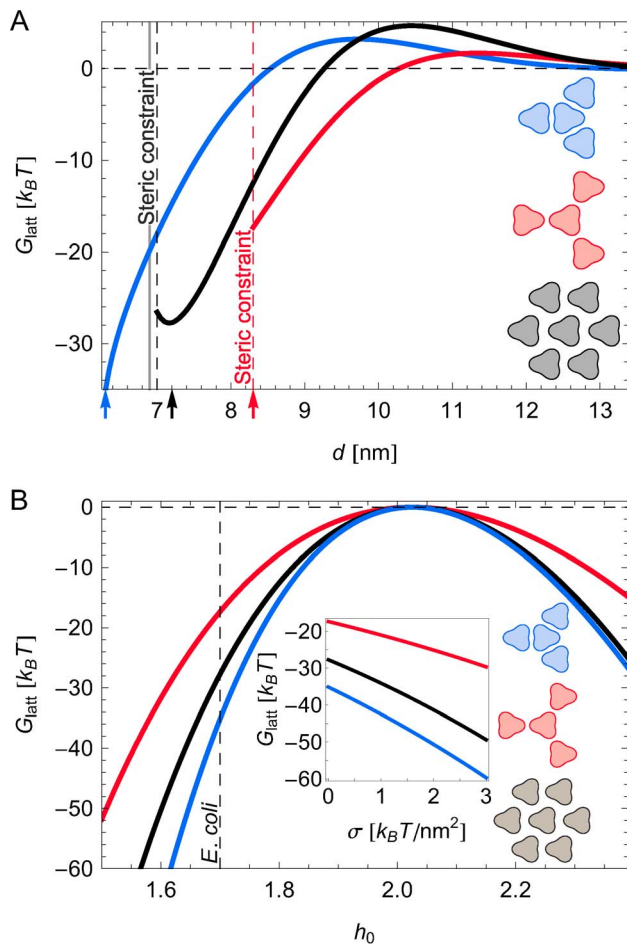 A
0
−10
−20
−30
G_latt [k_BT]
Steric constraint
Steric constraint
7
8
9
10
11
12
13
d [nm]
B
0
−10
−20
−30
−40
−50
−60
G_latt [k_BT]
E. coli
−20
−30
−40
−50
−60
G_latt [k_BT]
0
1
2
3
σ [k_BT/nm²]
1.6
1.8
2.0
2.2
h₀